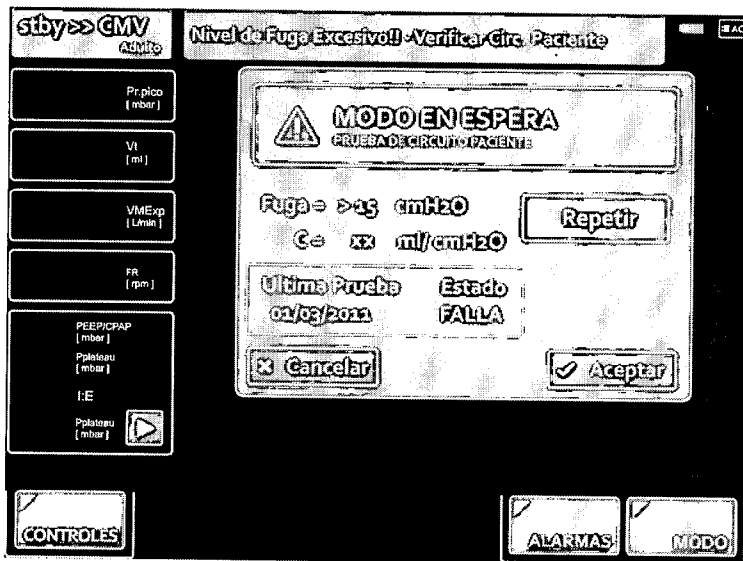 stby >> CMV
Adulto
Nivel de Fuga Excesivo!! - Verificar Circ. Paciente
AC
Pr.pico
[ mbar ]
Vt
[ ml ]
VMExp
[ L/min ]
FR
[ rpm ]
PEEP/CPAP
[ mbar ]
Pplateau
[ mbar ]
I:E
Pplateau
[ mbar ]
MODO EN ESPERA
PRUEBA DE CIRCUITO PACIENTE
Fuga = >15 cmH2O
C = xx ml/cmH2O
Repetir
Ultima Prueba Estado
01/03/2011 FALLA
Cancelar
Aceptar
CONTROLES
ALARMAS
MODO